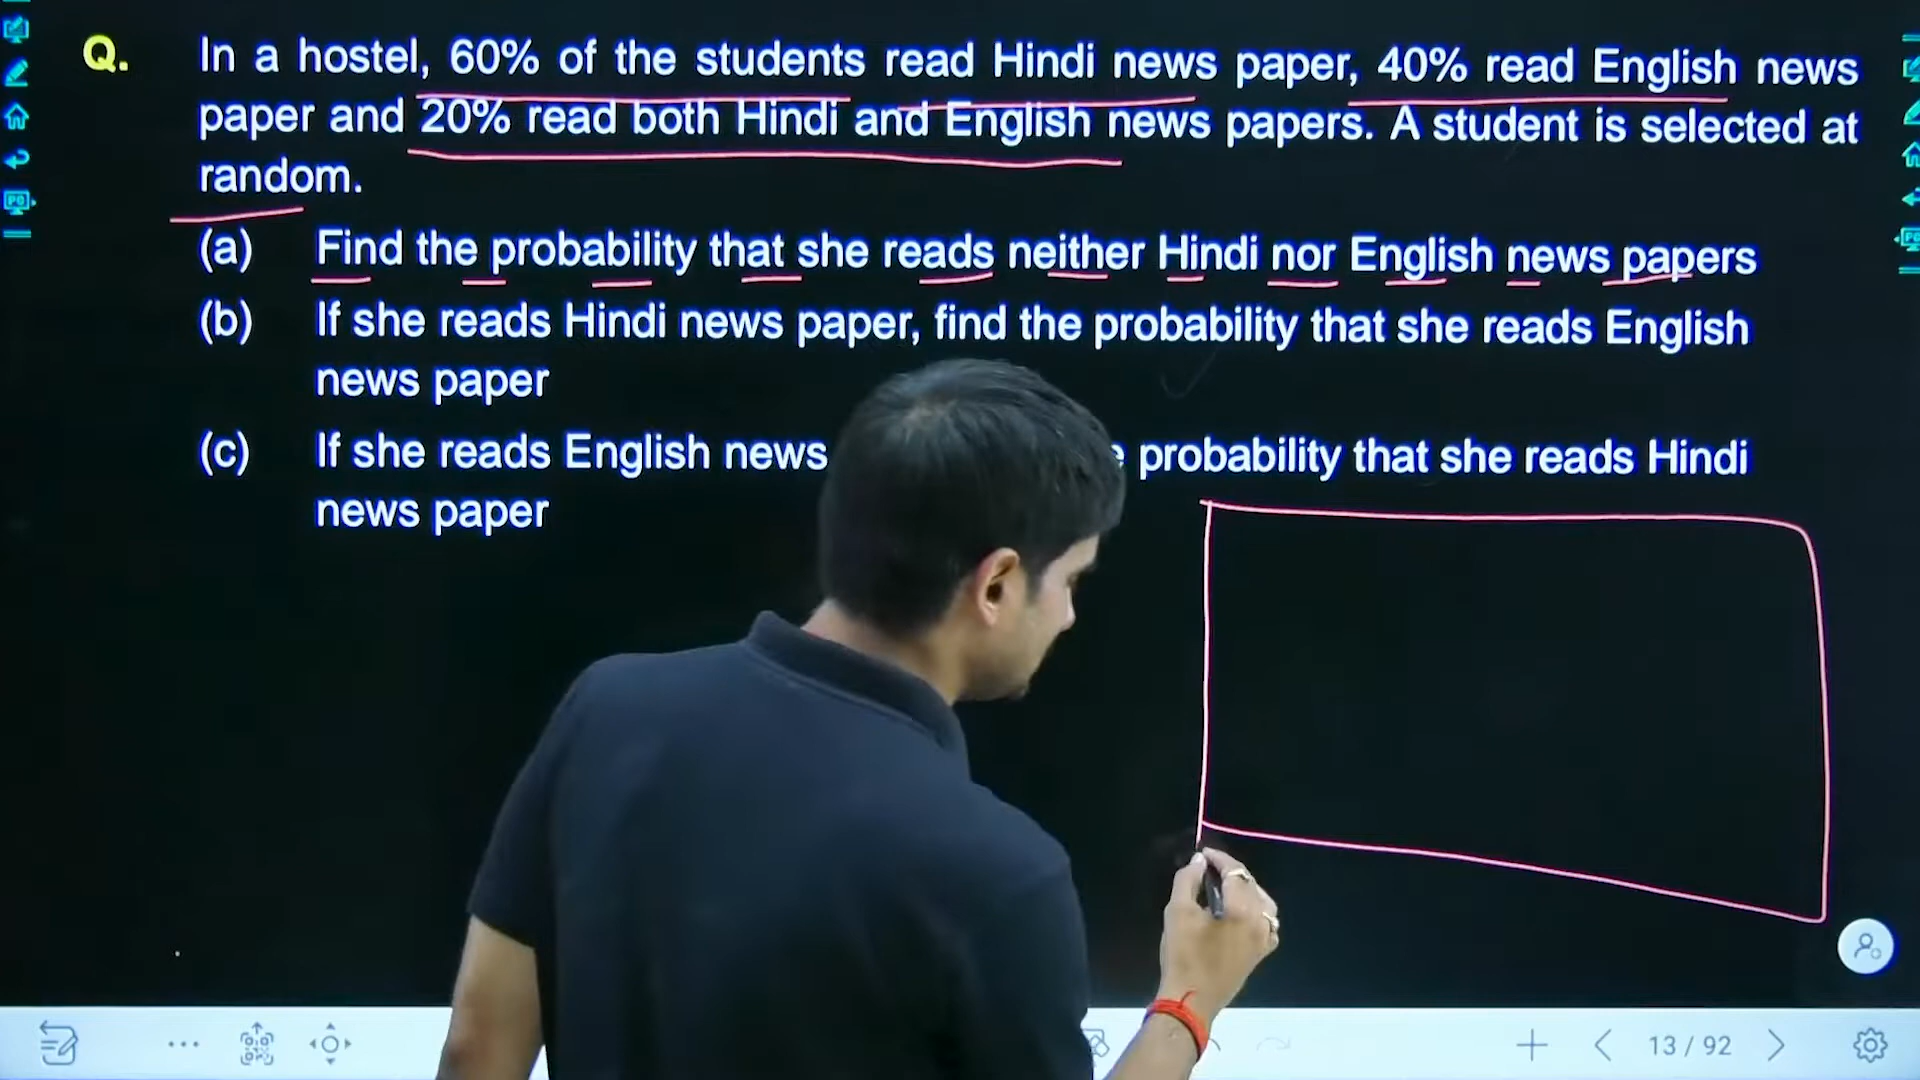 Q. In a hostel, 60% of the students read Hindi news paper, 40% read English news
paper and 20% read both Hindi and English news papers. A student is selected at
random.
(a) Find the probability that she reads neither Hindi nor English news papers
(b) If she reads Hindi news paper, find the probability that she reads English
news paper
(c) If she reads English news probability that she reads Hindi
news paper
13 / 92